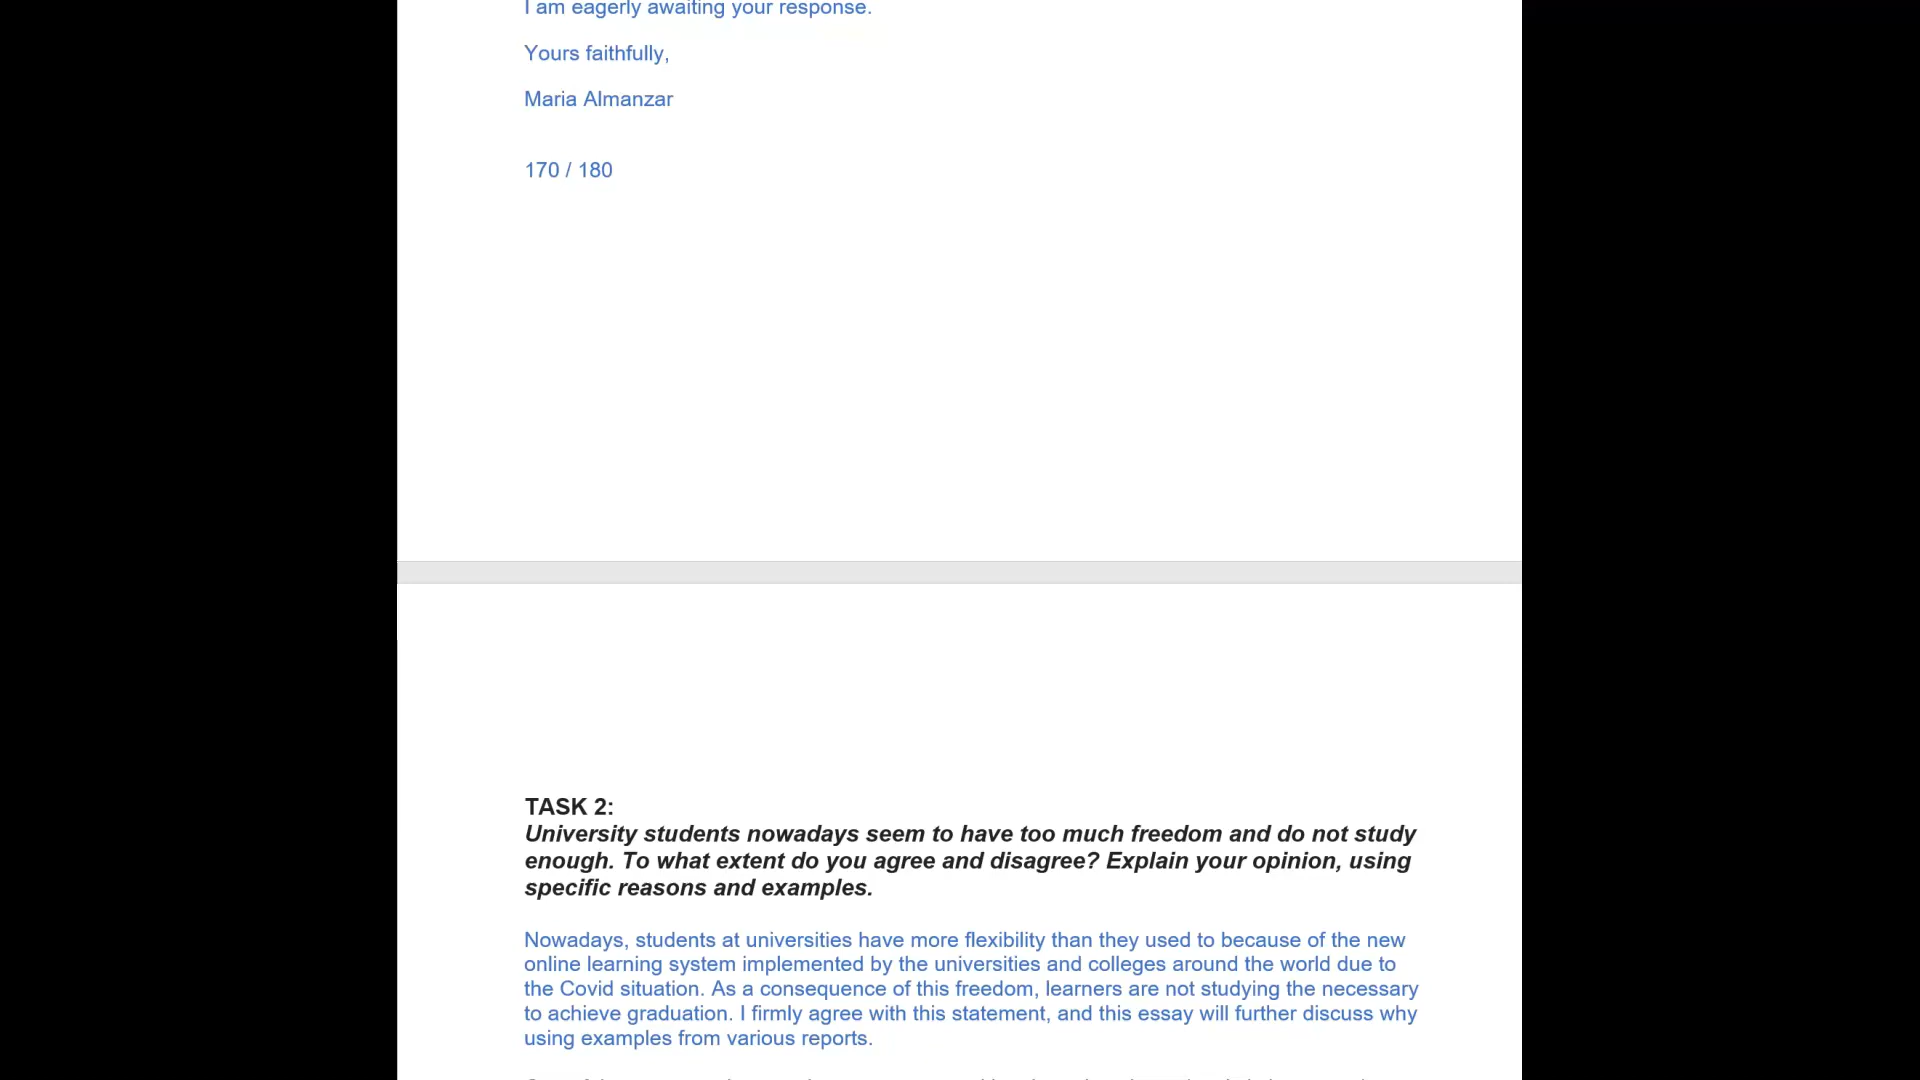 I am eagerly awaiting your response.
Yours faithfully,
Maria Almanzar
170 / 180
TASK 2:
University students nowadays seem to have too much freedom and do not study
enough. To what extent do you agree and disagree? Explain your opinion, using
specific reasons and examples.
Nowadays, students at universities have more flexibility than they used to because of the new
online learning system implemented by the universities and colleges around the world due to
the Covid situation. As a consequence of this freedom, learners are not studying the necessary
to achieve graduation. I firmly agree with this statement, and this essay will further discuss why
using examples from various reports.